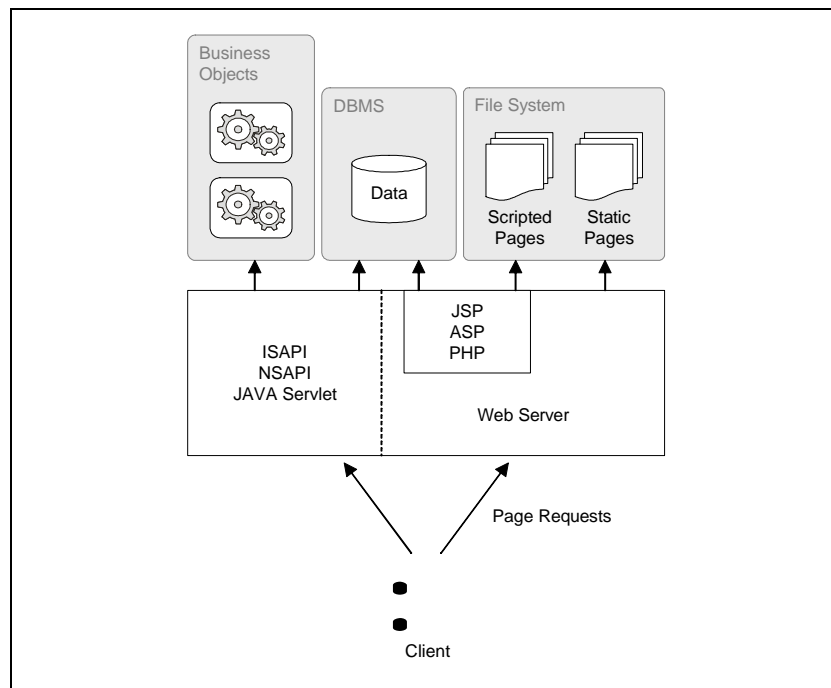 Business
Objects
DBMS
File System
Data
Scripted
Pages
Static
Pages
ISAPI
NSAPI
JAVA Servlet
JSP
ASP
PHP
Web Server
Page Requests
Client